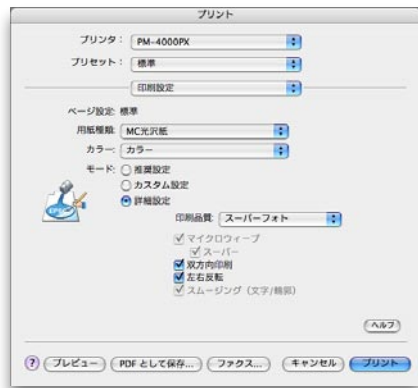 プリント
プリンタ： PM-4000PX
プリセット： 標準
印刷設定
ページ設定: 標準
用紙種類: MC光沢紙
カラー: カラー
モード: 推奨設定
カスタム設定
詳細設定
印刷品質: スーパーフォト
マイクロウィーブ
スーパー
双方向印刷
左右反転
スムージング（文字/輪郭）
ヘルプ
? プレビュー PDF として保存... ファクス... キャンセル プリント